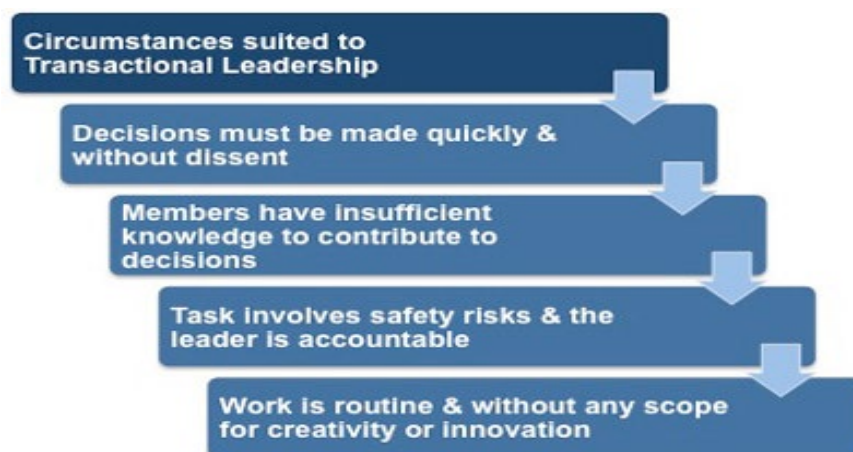 Circumstances suited to
Transactional Leadership
Decisions must be made quickly &
without dissent
Members have insufficient
knowledge to contribute to
decisions
Task involves safety risks & the
leader is accountable
Work is routine & without any scope
for creativity or innovation